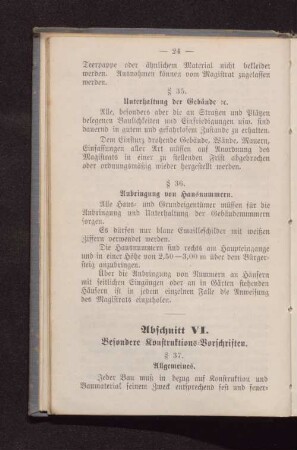 — 24 —
Teerpappe oder ähnlichem Material nicht bekleidet
werden. Ausnahmen können vom Magistrat zugelassen
werden.
§ 35.
Unterhaltung der Gebäude ꝛc.
Alle, besonders aber die an Straßen und Plätzen
belegenen Baulichkeiten und Einfriedigungen usw. sind
dauernd in gutem und gefahrlosem Zustande zu erhalten.
Dem Einsturz drohende Gebäude, Wände, Mauern,
Einfassungen aller Art müssen auf Anordnung des
Magistrats in einer zu stellenden Frist abgebrochen
oder ordnungsmäßig wieder hergestellt werden.
§ 36.
Anbringung von Hausnummern.
Alle Haus- und Grundeigentümer müssen für die
Anbringung und Unterhaltung der Gebäudenummern
sorgen.
Es dürfen nur blaue Emailleschilder mit weißen
Ziffern verwendet werden.
Die Hausnummern sind rechts am Haupteingange und
in einer Höhe von 2,50—3,00 m über dem Bürger-
steig anzubringen.
Über die Anbringung von Nummern an Häusern
mit seitlichen Eingängen oder an in Gärten stehenden
Häusern ist in jedem einzelnen Falle die Anweisung
des Magistrats einzuholen.
Abschnitt VI.
Besondere Konstruktions-Vorschriften.
§ 37.
Allgemeines.
Jeder Bau muß in bezug auf Konstruktion und
Baumaterial seinem Zweck entsprechend fest und feuer-